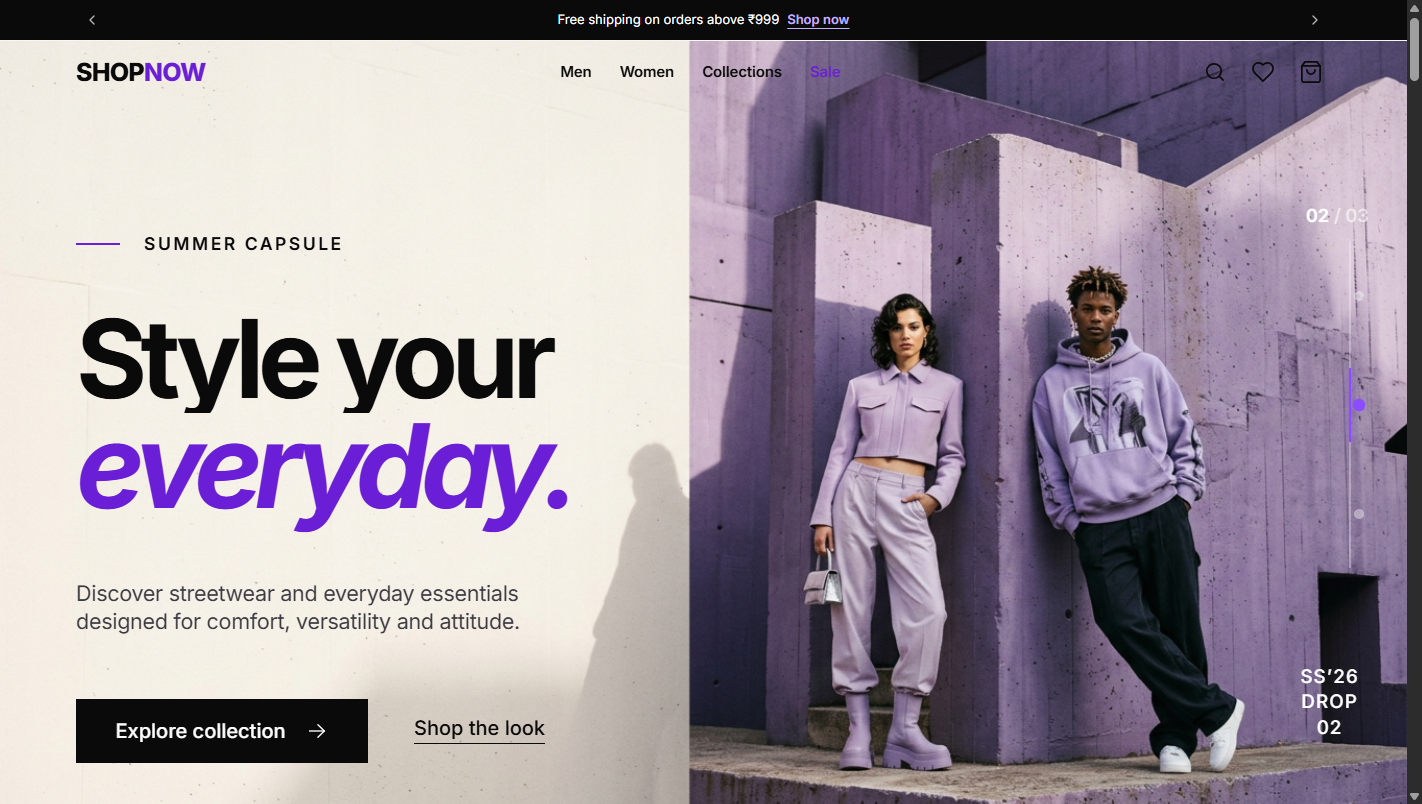 Free shipping on orders above ₹999 Shop now
SHOPNOW
Men Women Collections Sale
02 / 03
SUMMER CAPSULE
Style your
everyday.
Discover streetwear and everyday essentials
designed for comfort, versatility and attitude.
Explore collection
Shop the look
SS’26
DROP
02